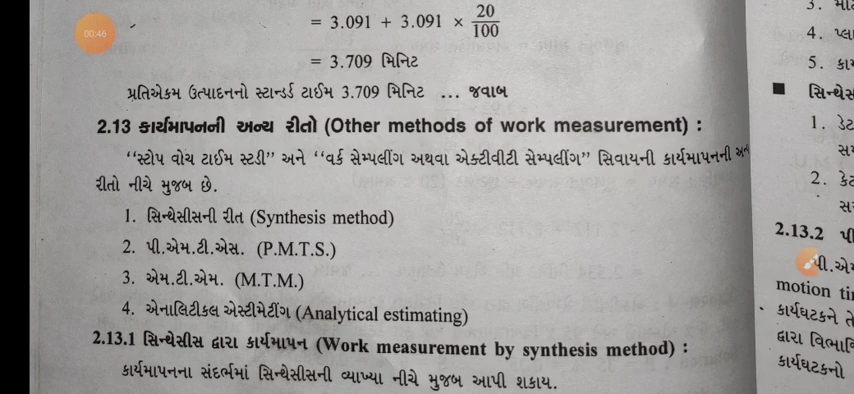 00:46
= 3.091 + 3.091 × 20/100
= 3.709 મિનિટ
પ્રતિએકમ ઉત્પાદનનો સ્ટાન્ડર્ડ ટાઈમ 3.709 મિનિટ ... જવાબ
2.13 કાર્યમાપનની અન્ય રીતો (Other methods of work measurement) :
“સ્ટોપ વોચ ટાઈમ સ્ટડી” અને “વર્ક સેમ્પલીંગ અથવા એક્ટીવીટી સેમ્પલીંગ” સિવાયની કાર્યમાપનની
રીતો નીચે મુજબ છે.
1. સિન્થેસીસની રીત (Synthesis method)
2. પી.એમ.ટી.એસ. (P.M.T.S.)
3. એમ.ટી.એમ. (M.T.M.)
4. એનાલિટીકલ એસ્ટીમેટીંગ (Analytical estimating)
2.13.1 સિન્થેસીસ દ્વારા કાર્યમાપન (Work measurement by synthesis method) :
કાર્યમાપનના સંદર્ભમાં સિન્થેસીસની વ્યાખ્યા નીચે મુજબ આપી શકાય.
3.
4.
5.
■
1.
2.
2.13.2
motion
કાર્યઘટકને
દ્વારા
કાર્યઘટકનો